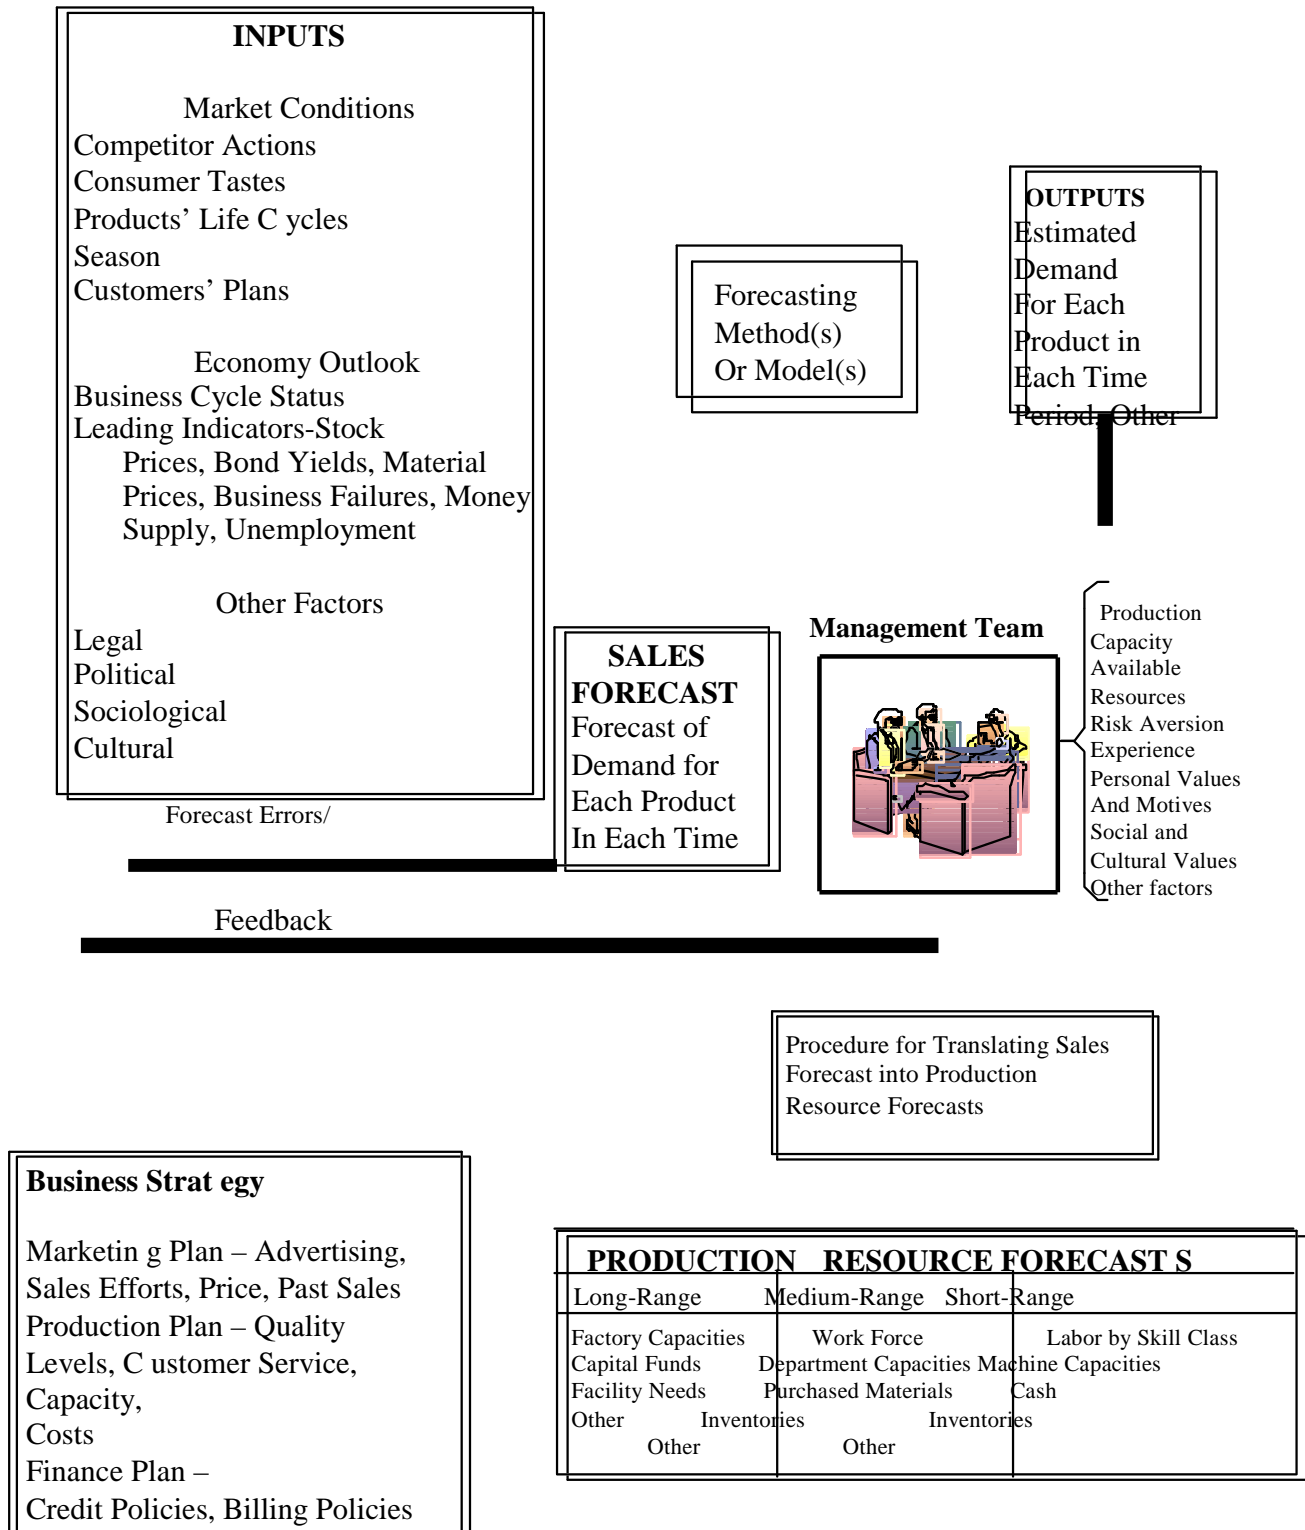 INPUTS
Market Conditions
Competitor Actions
Consumer Tastes
Products’ Life C ycles
Season
Customers’ Plans
Economy Outlook
Business Cycle Status
Leading Indicators-Stock
Prices, Bond Yields, Material
Prices, Business Failures, Money
Supply, Unemployment
Other Factors
Legal
Political
Sociological
Cultural
Forecasting
Method(s)
Or Model(s)
OUTPUTS
Estimated
Demand
For Each
Product in
Each Time
Period, Other
Management Team
Production
Capacity
Available
Resources
Risk Aversion
Experience
Personal Values
And Motives
Social and
Cultural Values
Other factors
SALES
FORECAST
Forecast of
Demand for
Each Product
In Each Time
Forecast Errors/
Feedback
Procedure for Translating Sales
Forecast into Production
Resource Forecasts
Business Strat egy
Marketin g Plan – Advertising,
Sales Efforts, Price, Past Sales
Production Plan – Quality
Levels, C ustomer Service,
Capacity,
Costs
Finance Plan –
Credit Policies, Billing Policies
PRODUCTION RESOURCE FORECAST S
Long-Range Medium-Range Short-Range
Factory Capacities Work Force Labor by Skill Class
Capital Funds Department Capacities Machine Capacities
Facility Needs Purchased Materials Cash
Other Inventories Inventories
Other Other